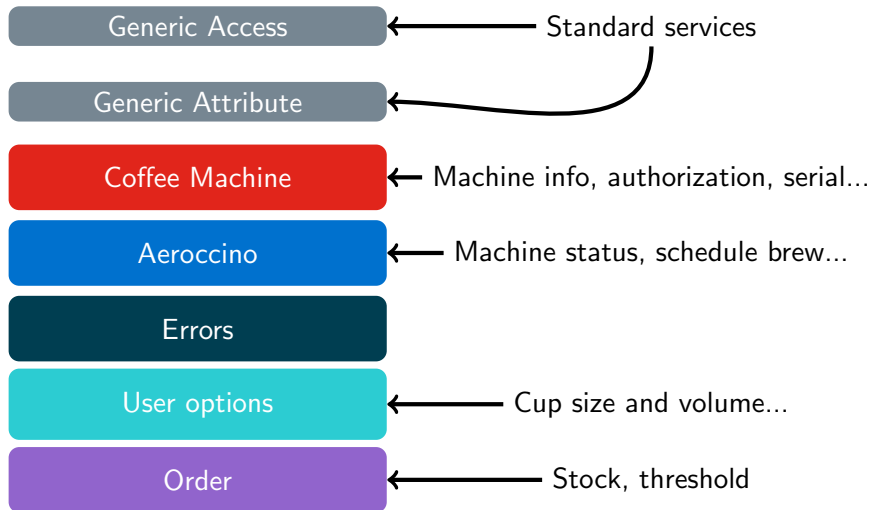 Generic Access
Standard services
Generic Attribute
Coffee Machine
Machine info, authorization, serial...
Aeroccino
Machine status, schedule brew...
Errors
User options
Cup size and volume...
Order
Stock, threshold